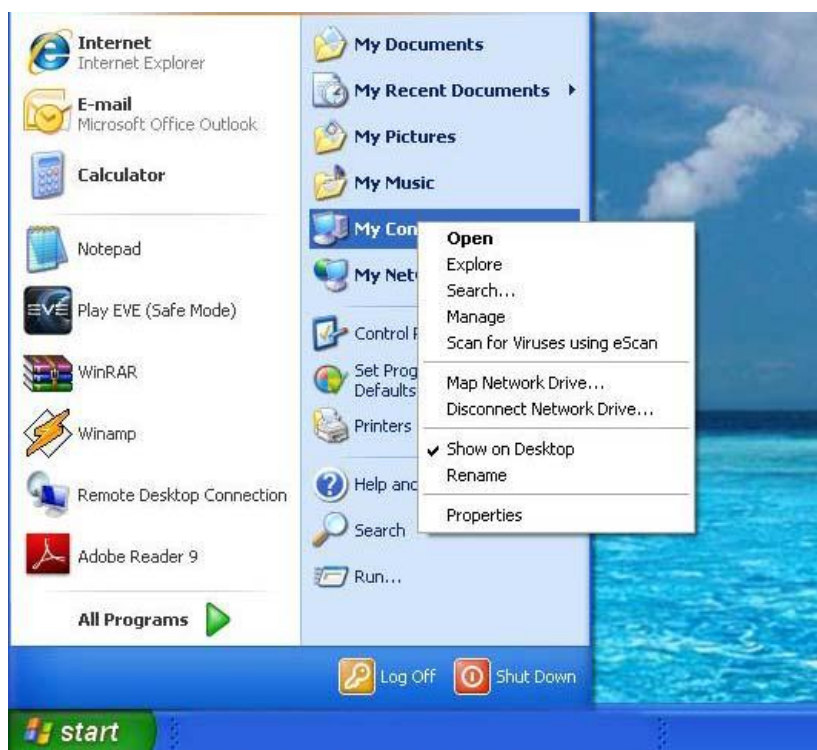 Internet
Internet Explorer
E-mail
Microsoft Office Outlook
Calculator
Notepad
EVE
Play EVE (Safe Mode)
WinRAR
Winamp
Remote Desktop Connection
Adobe Reader 9
All Programs
My Documents
My Recent Documents
My Pictures
My Music
My Con
My Net
Control P
Set Prog
Defaults
Printers
Help and
Search
Run...
Open
Explore
Search...
Manage
Scan for Viruses using eScan
Map Network Drive...
Disconnect Network Drive...
Show on Desktop
Rename
Properties
Log Off
Shut Down
start